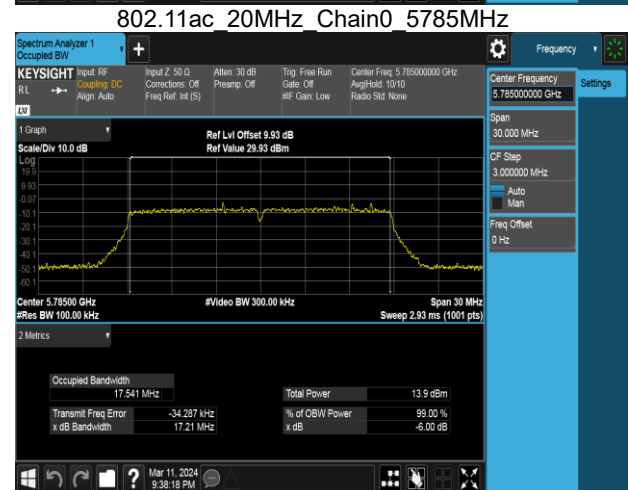 802.11ac_20MHz_Chain0_5785MHz
Spectrum Analyzer 1
Occupied BW
Frequency
KEYSIGHT
RL
LXI
Input: RF
Coupling: DC
Align: Auto
Input Z: 50 Ω
Corrections: Off
Freq Ref: Int (S)
Atten: 30 dB
Preamp: Off
Trig: Free Run
Gate: Off
#IF Gain: Low
Center Freq: 5.785000000 GHz
Avg|Hold: 10/10
Radio Std: None
Center Frequency
5.785000000 GHz
Settings
Span
30.000 MHz
CF Step
3.000000 MHz
Auto
Man
Freq Offset
0 Hz
1 Graph
Scale/Div 10.0 dB
Ref Lvl Offset 9.93 dB
Ref Value 29.93 dBm
Log
19.9
9.93
-0.07
-10.1
-20.1
-30.1
-40.1
-50.1
-60.1
Center 5.78500 GHz
#Video BW 300.00 kHz
Span 30 MHz
#Res BW 100.00 kHz
Sweep 2.93 ms (1001 pts)
2 Metrics
Occupied Bandwidth
17.541 MHz
Total Power 13.9 dBm
Transmit Freq Error -34.287 kHz
% of OBW Power 99.00 %
x dB Bandwidth 17.21 MHz
x dB -6.00 dB
?
Mar 11, 2024
9:38:18 PM